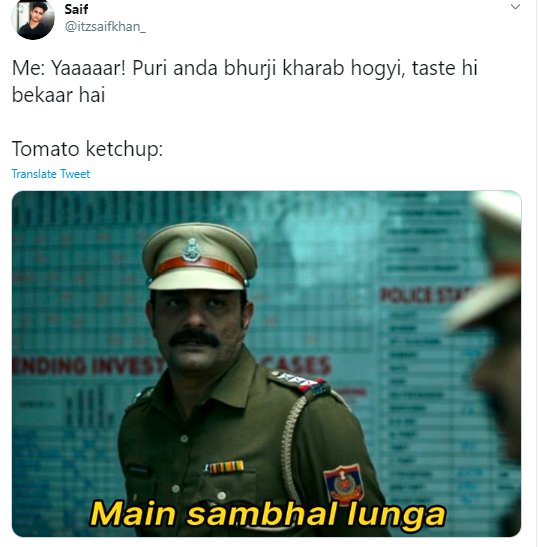 Saif
@itzsaifkhan_
Me: Yaaaaar! Puri anda bhurji kharab hogyi, taste hi
bekaar hai
Tomato ketchup:
Translate Tweet
POLICE STAT
ENDING INVEST CASES
Main sambhal lunga